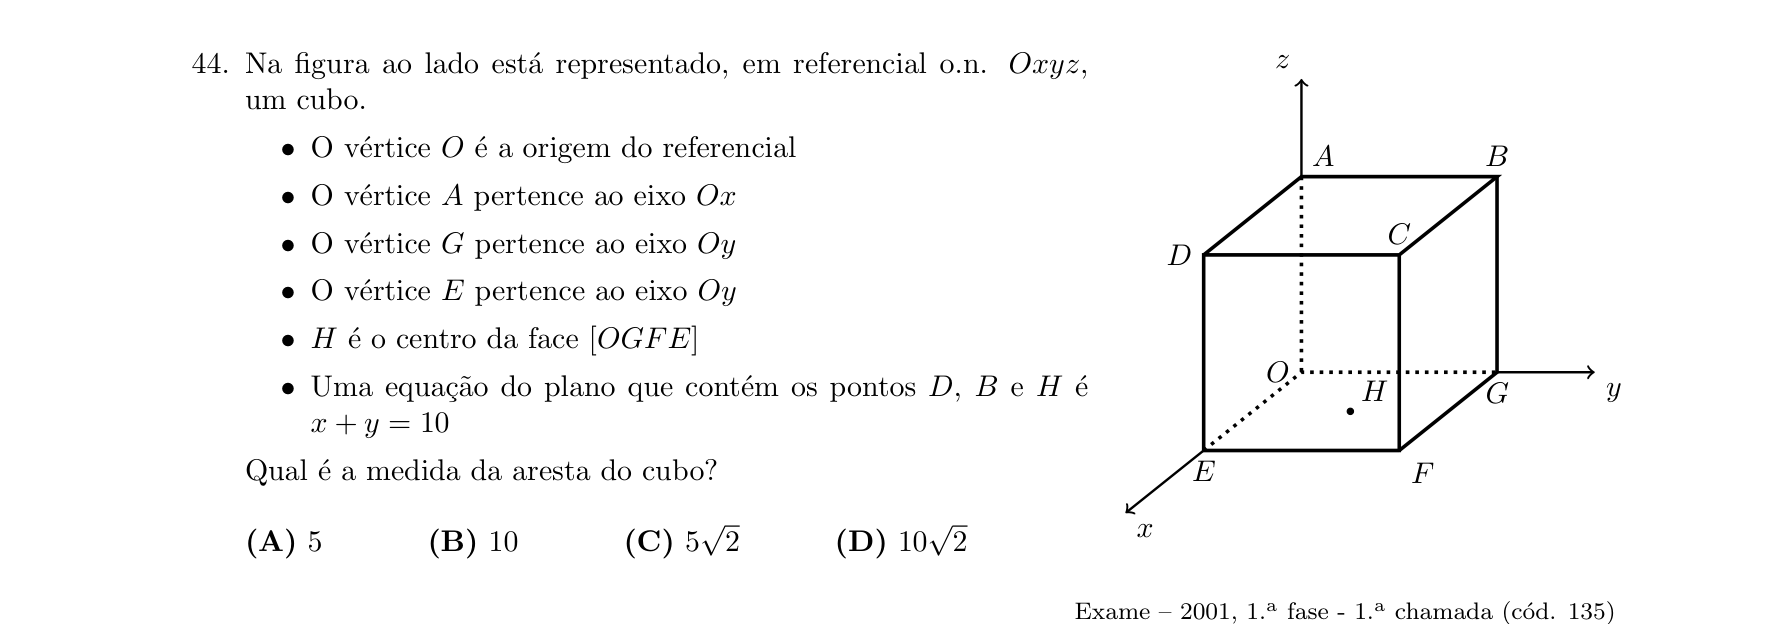 44. Na figura ao lado está representado, em referencial o.n. Oxyz,
um cubo.
• O vértice O é a origem do referencial
• O vértice A pertence ao eixo Ox
• O vértice G pertence ao eixo Oy
• O vértice E pertence ao eixo Oy
• H é o centro da face [OGFE]
• Uma equação do plano que contém os pontos D, B e H é
x + y = 10
Qual é a medida da aresta do cubo?
(A) 5 (B) 10 (C) 5√2 (D) 10√2
z
A B
C
D
O H
G y
E F
x
Exame – 2001, 1.ª fase - 1.ª chamada (cód. 135)